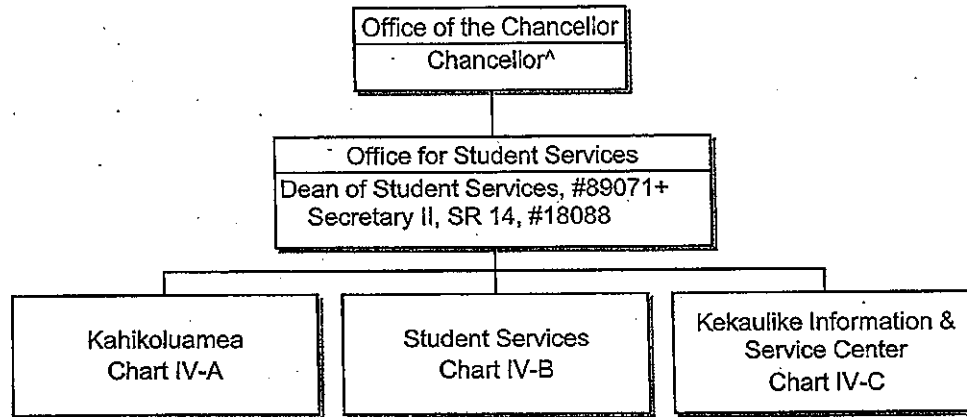 Office of the Chancellor
Chancellor^
Office for Student Services
Dean of Student Services, #89071+
Secretary II, SR 14, #18088
Kahikoluamea
Chart IV-A
Student Services
Chart IV-B
Kekaulike Information &
Service Center
Chart IV-C